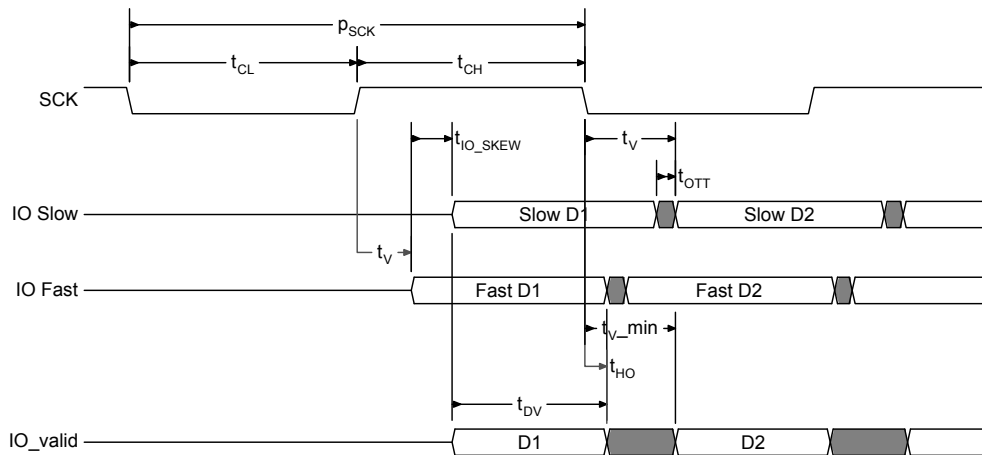 pSCK
tCL
tCH
SCK
tIO_SKEW
tV
tOTT
IO Slow
Slow D1
Slow D2
tV
IO Fast
Fast D1
Fast D2
tV_min
tHO
tDV
IO_valid
D1
D2